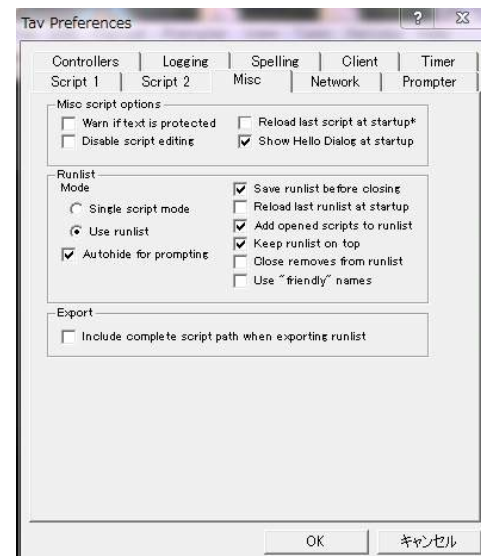 Tav Preferences
Controllers Logging Spelling Client Timer
Script 1 Script 2 Misc Network Prompter
Misc script options
Warn if text is protected
Reload last script at startup*
Disable script editing
Show Hello Dialog at startup
Runlist
Mode
Save runlist before closing
Single script mode
Reload last runlist at startup
Use runlist
Add opened scripts to runlist
Autohide for prompting
Keep runlist on top
Close removes from runlist
Use "friendly" names
Export
Include complete script path when exporting runlist
OK キャンセル